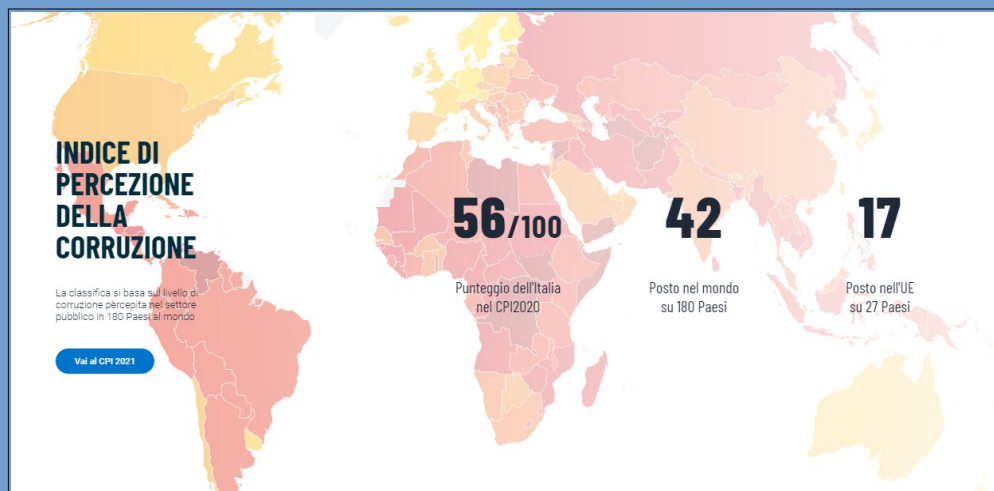 INDICE DI
PERCEZIONE
DELLA
CORRUZIONE
La classifica si basa sul livello di
corruzione percepita nel settore
pubblico in 180 Paesi al mondo
Vai al CPI 2021
56/100
Punteggio dell'Italia
nel CPI2020
42
Posto nel mondo
su 180 Paesi
17
Posto nell'UE
su 27 Paesi